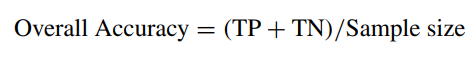 Overall Accuracy = (TP + TN)/Sample size